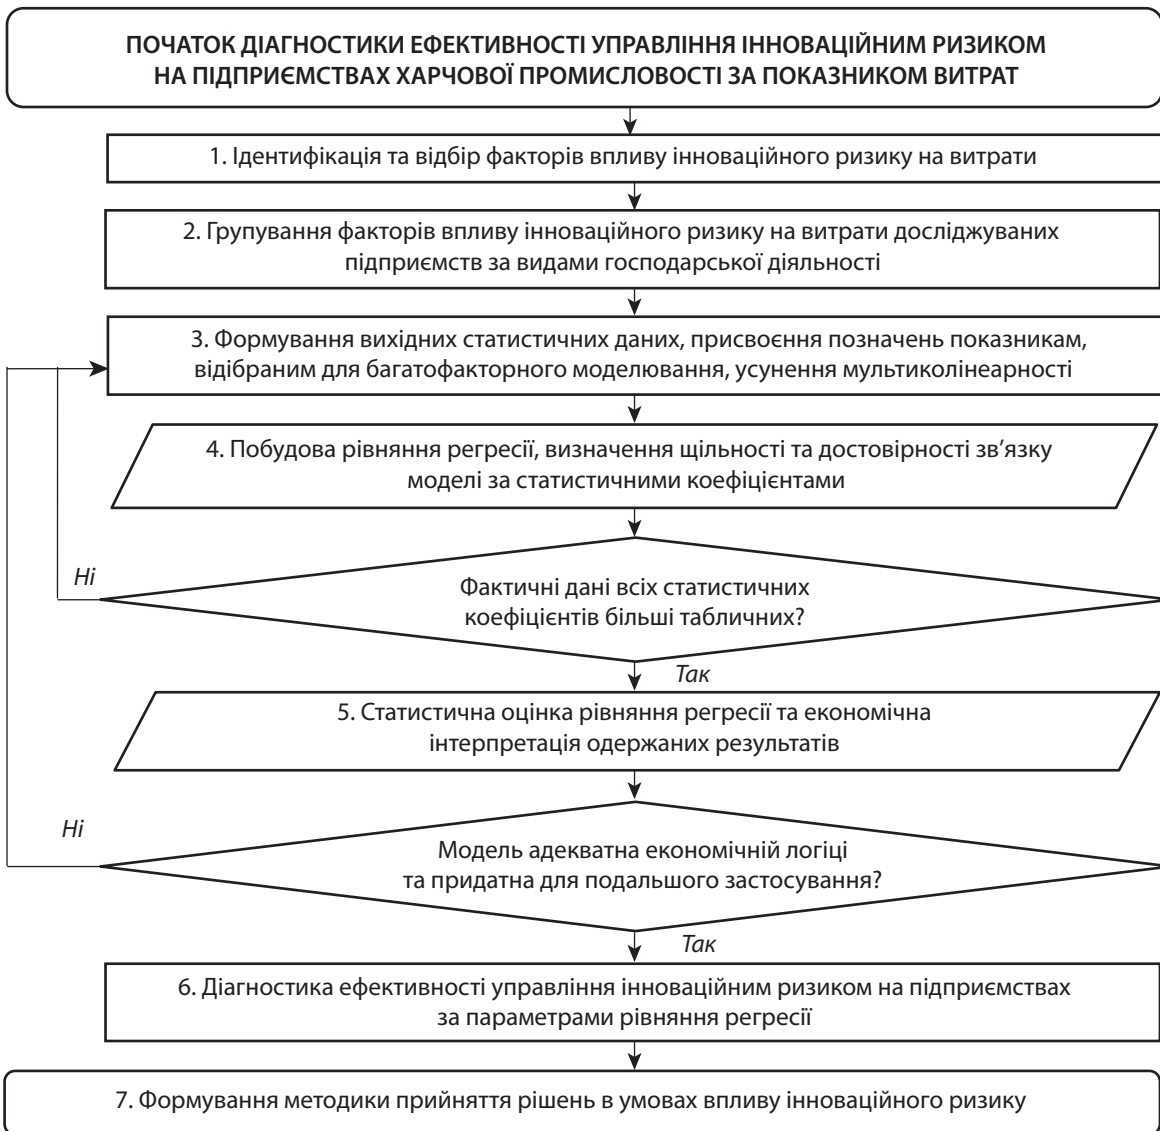 ПОЧАТОК ДІАГНОСТИКИ ЕФЕКТИВНОСТІ УПРАВЛІННЯ ІННОВАЦІЙНИМ РИЗИКОМ
НА ПІДПРИЄМСТВАХ ХАРЧОВОЇ ПРОМИСЛОВОСТІ ЗА ПОКАЗНИКОМ ВИТРАТ
1. Ідентифікація та відбір факторів впливу інноваційного ризику на витрати
2. Групування факторів впливу інноваційного ризику на витрати досліджуваних
підприємств за видами господарської діяльності
3. Формування вихідних статистичних даних, присвоєння позначень показникам,
відібраним для багатофакторного моделювання, усунення мультиколінеарності
4. Побудова рівняння регресії, визначення щільності та достовірності зв’язку
моделі за статистичними коефіцієнтами
Ні
Фактичні дані всіх статистичних
коефіцієнтів більші табличних?
Так
5. Статистична оцінка рівняння регресії та економічна
інтерпретація одержаних результатів
Ні
Модель адекватна економічній логіці
та придатна для подальшого застосування?
Так
6. Діагностика ефективності управління інноваційним ризиком на підприємствах
за параметрами рівняння регресії
7. Формування методики прийняття рішень в умовах впливу інноваційного ризику